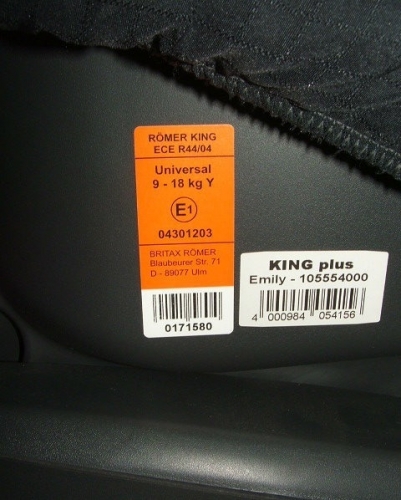 RÖMER KING
ECE R44/04
Universal
9 - 18 kg Y
E1
04301203
BRITAX RÖMER
Blaubeurer Str. 71
D - 89077 Ulm
0171580
KING plus
Emily - 105554000
4 000984 054156